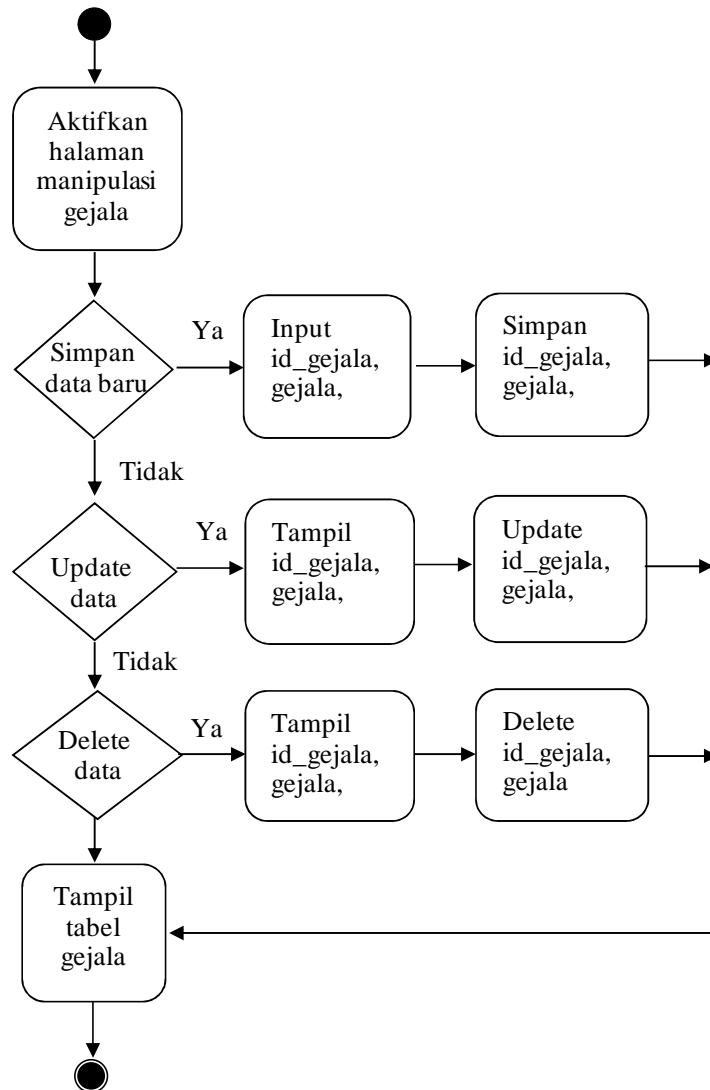 Aktifkan
halaman
manipulasi
gejala
Simpan
data baru
Ya
Input
id_gejala,
gejala,
Simpan
id_gejala,
gejala,
Tidak
Update
data
Ya
Tampil
id_gejala,
gejala,
Update
id_gejala,
gejala,
Tidak
Delete
data
Ya
Tampil
id_gejala,
gejala,
Delete
id_gejala,
gejala
Tampil
tabel
gejala